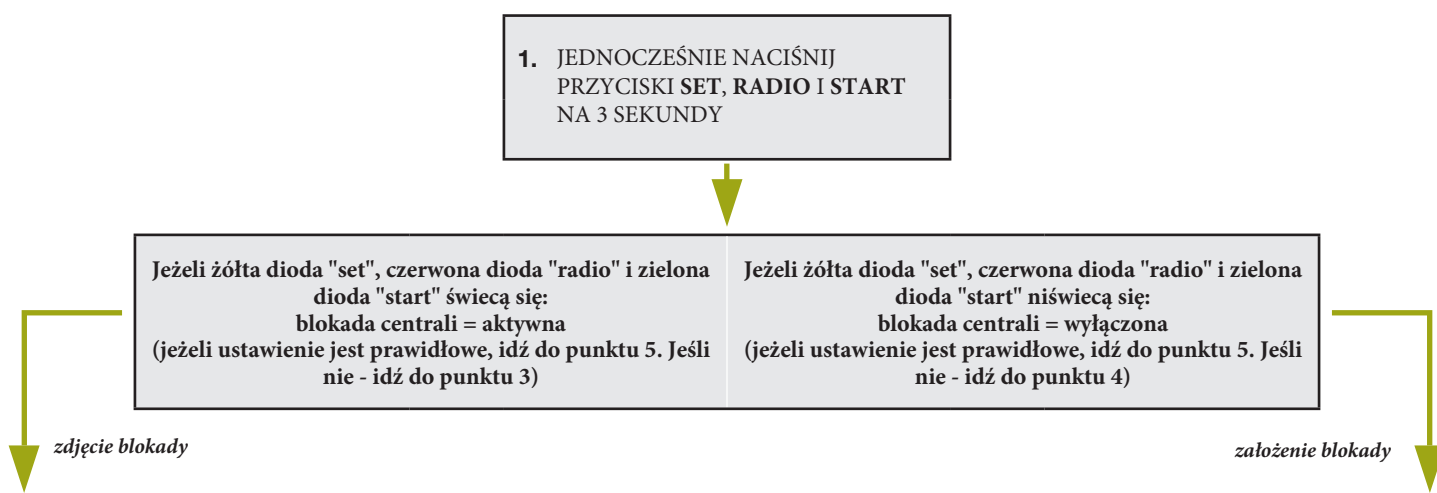 1. JEDNOCZEŚNIE NACIŚNIJ
PRZYCISKI SET, RADIO I START
NA 3 SEKUNDY
Jeżeli żółta dioda "set", czerwona dioda "radio" i zielona
dioda "start" świecą się:
blokada centrali = aktywna
(jeżeli ustawienie jest prawidłowe, idź do punktu 5. Jeśli
nie - idź do punktu 3)
Jeżeli żółta dioda "set", czerwona dioda "radio" i zielona
dioda "start" niświecą się:
blokada centrali = wyłączona
(jeżeli ustawienie jest prawidłowe, idź do punktu 5. Jeśli
nie - idź do punktu 4)
zdjęcie blokady
założenie blokady